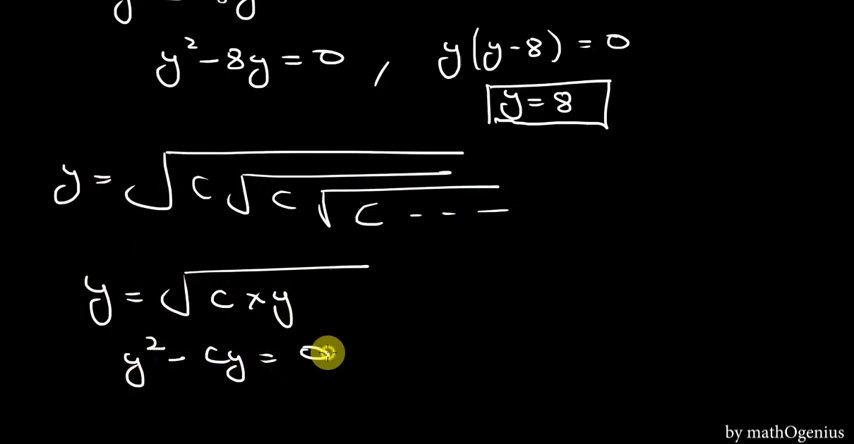 y² - 8y = 0 , y(y-8) = 0
y = 8
y = √(c√(c√(c - - -
y = √(c × y)
y² - cy = 0
by mathOgenius